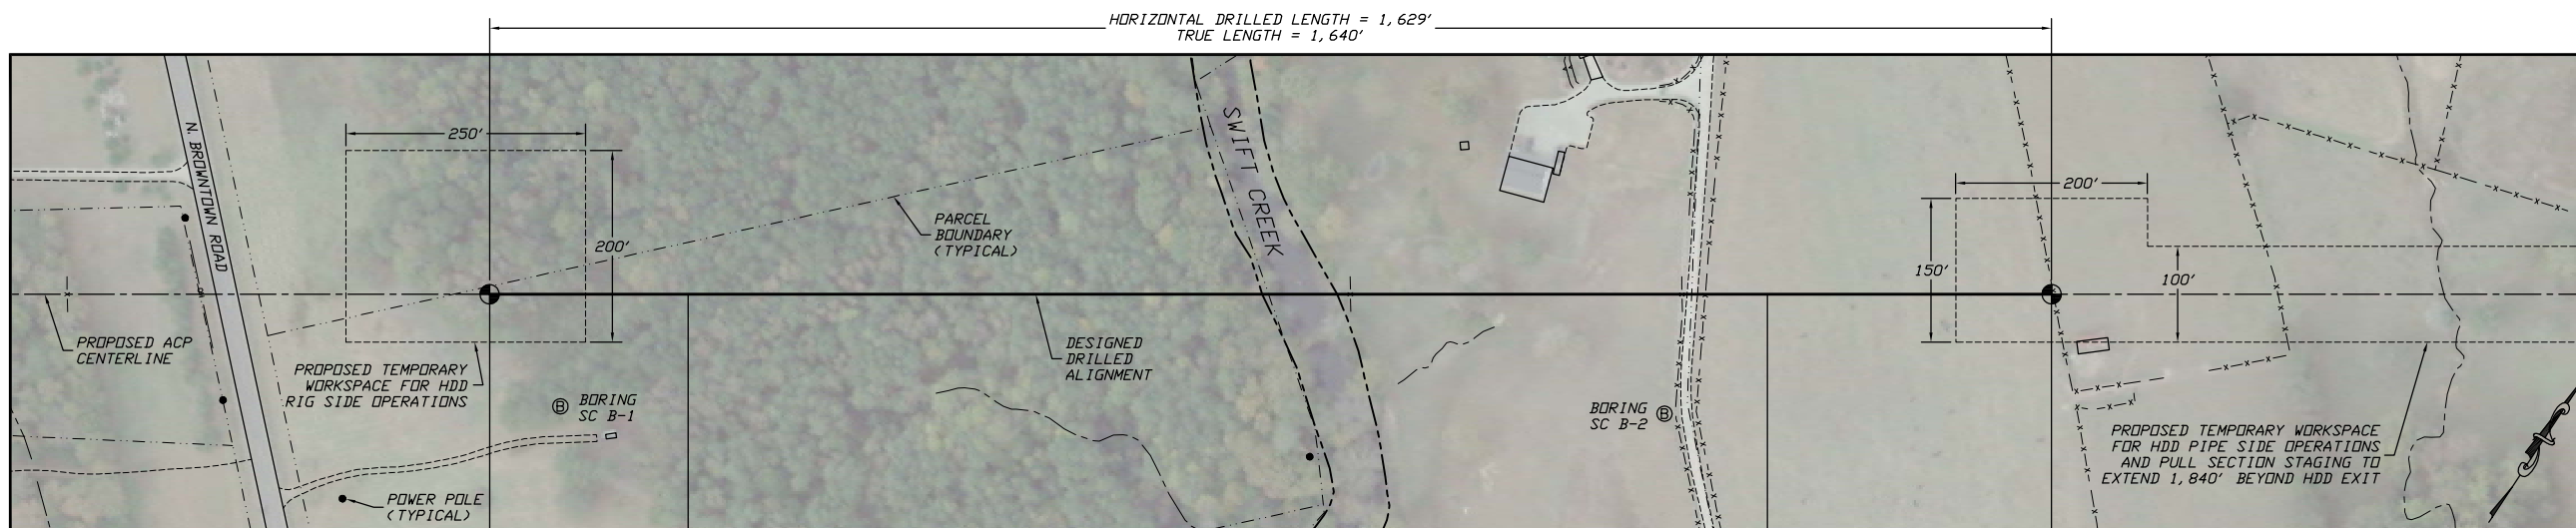 HORIZONTAL DRILLED LENGTH = 1,629'
TRUE LENGTH = 1,640'
250'
200'
N. BROWNTOWN ROAD
PARCEL
BOUNDARY
(TYPICAL)
SWIFT CREEK
200'
150'
100'
PROPOSED ACP
CENTERLINE
PROPOSED TEMPORARY
WORKSPACE FOR HDD
RIG SIDE OPERATIONS
B
BORING
SC B-1
DESIGNED
DRILLED
ALIGNMENT
BORING
SC B-2
B
PROPOSED TEMPORARY WORKSPACE
FOR HDD PIPE SIDE OPERATIONS
AND PULL SECTION STAGING TO
EXTEND 1,840' BEYOND HDD EXIT
POWER POLE
(TYPICAL)